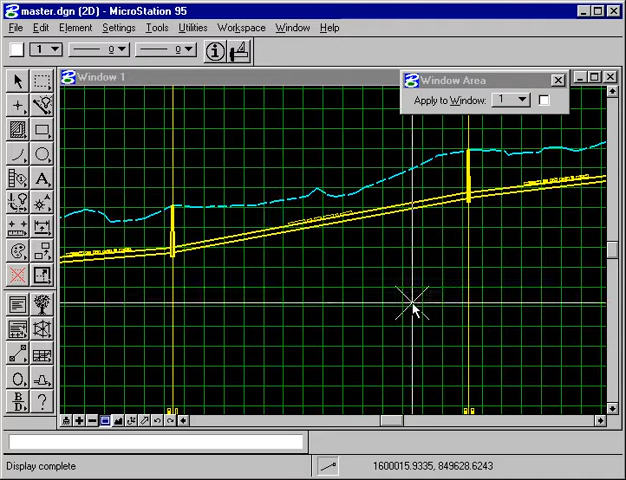 master.dgn (2D) - MicroStation 95
File Edit Element Settings Tools Utilities Workspace Window Help
1 0 0
Window 1
Window Area
Apply to Window: 1
A
B/D ?
Display complete
1600015.9335, 849628.6243